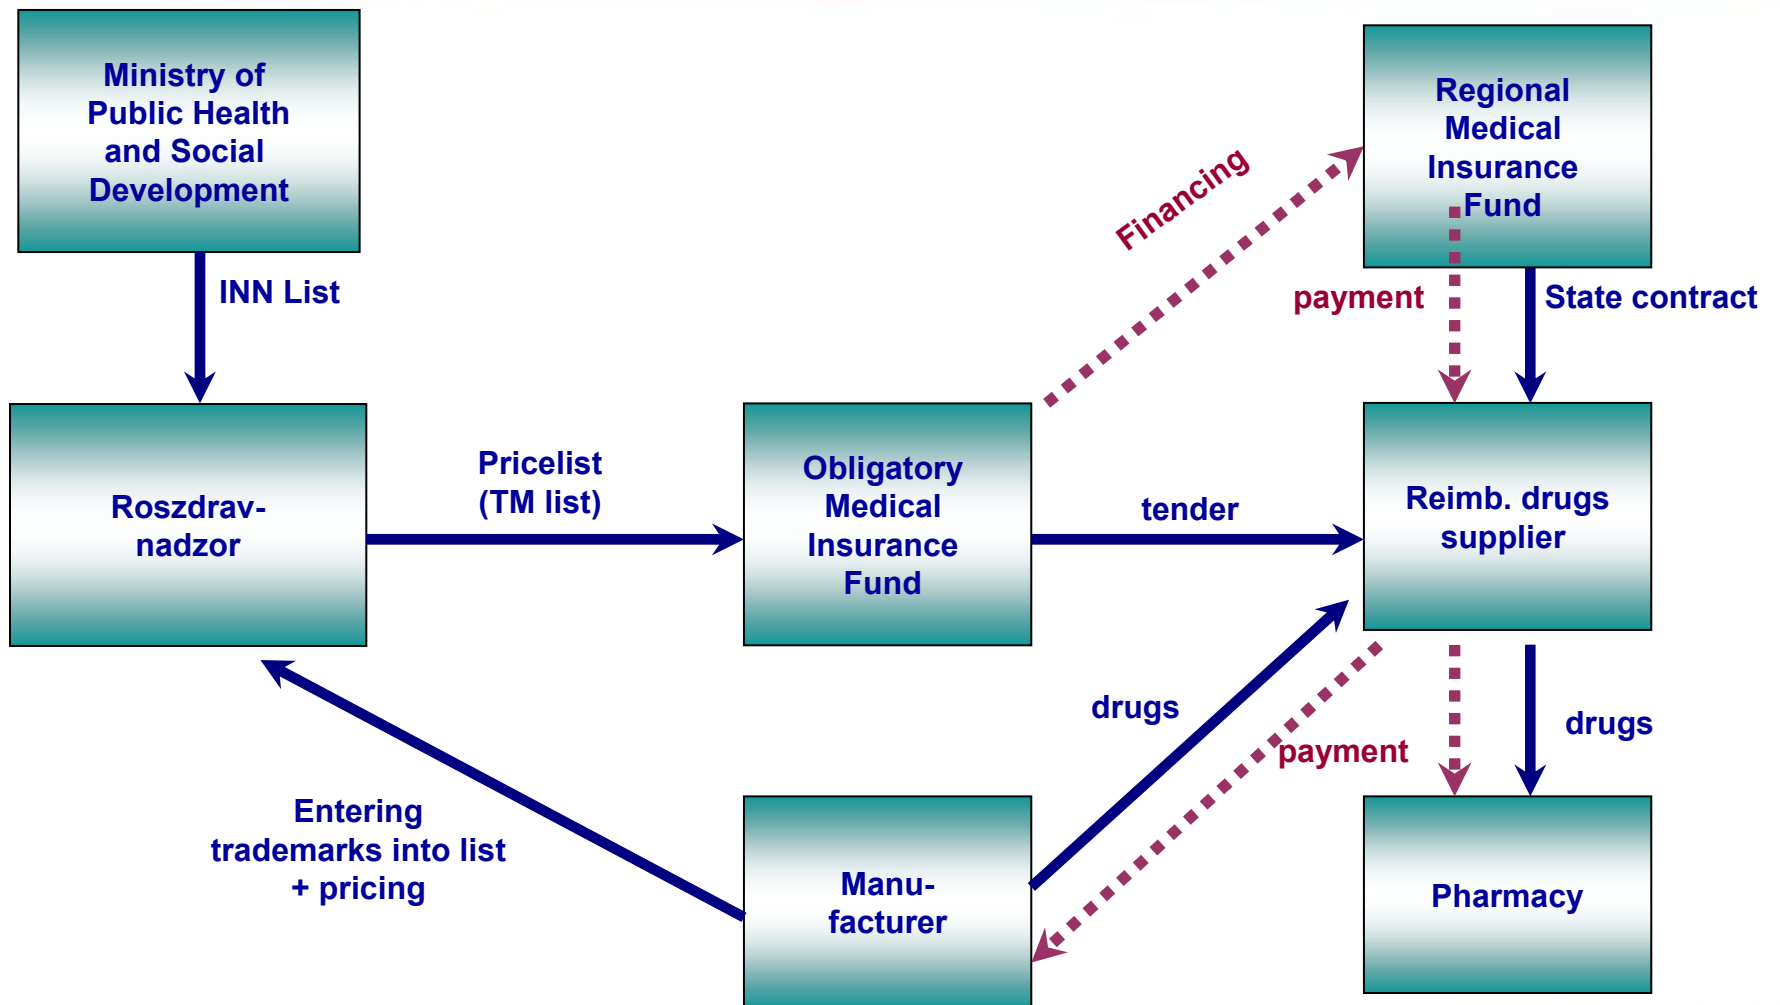 Ministry of
Public Health
and Social
Development
Regional
Medical
Insurance
Fund
Financing
INN List
payment
State contract
Roszdrav-
nadzor
Pricelist
(TM list)
Obligatory
Medical
Insurance
Fund
tender
Reimb. drugs
supplier
drugs
payment
drugs
Entering
trademarks into list
+ pricing
Manu-
facturer
Pharmacy